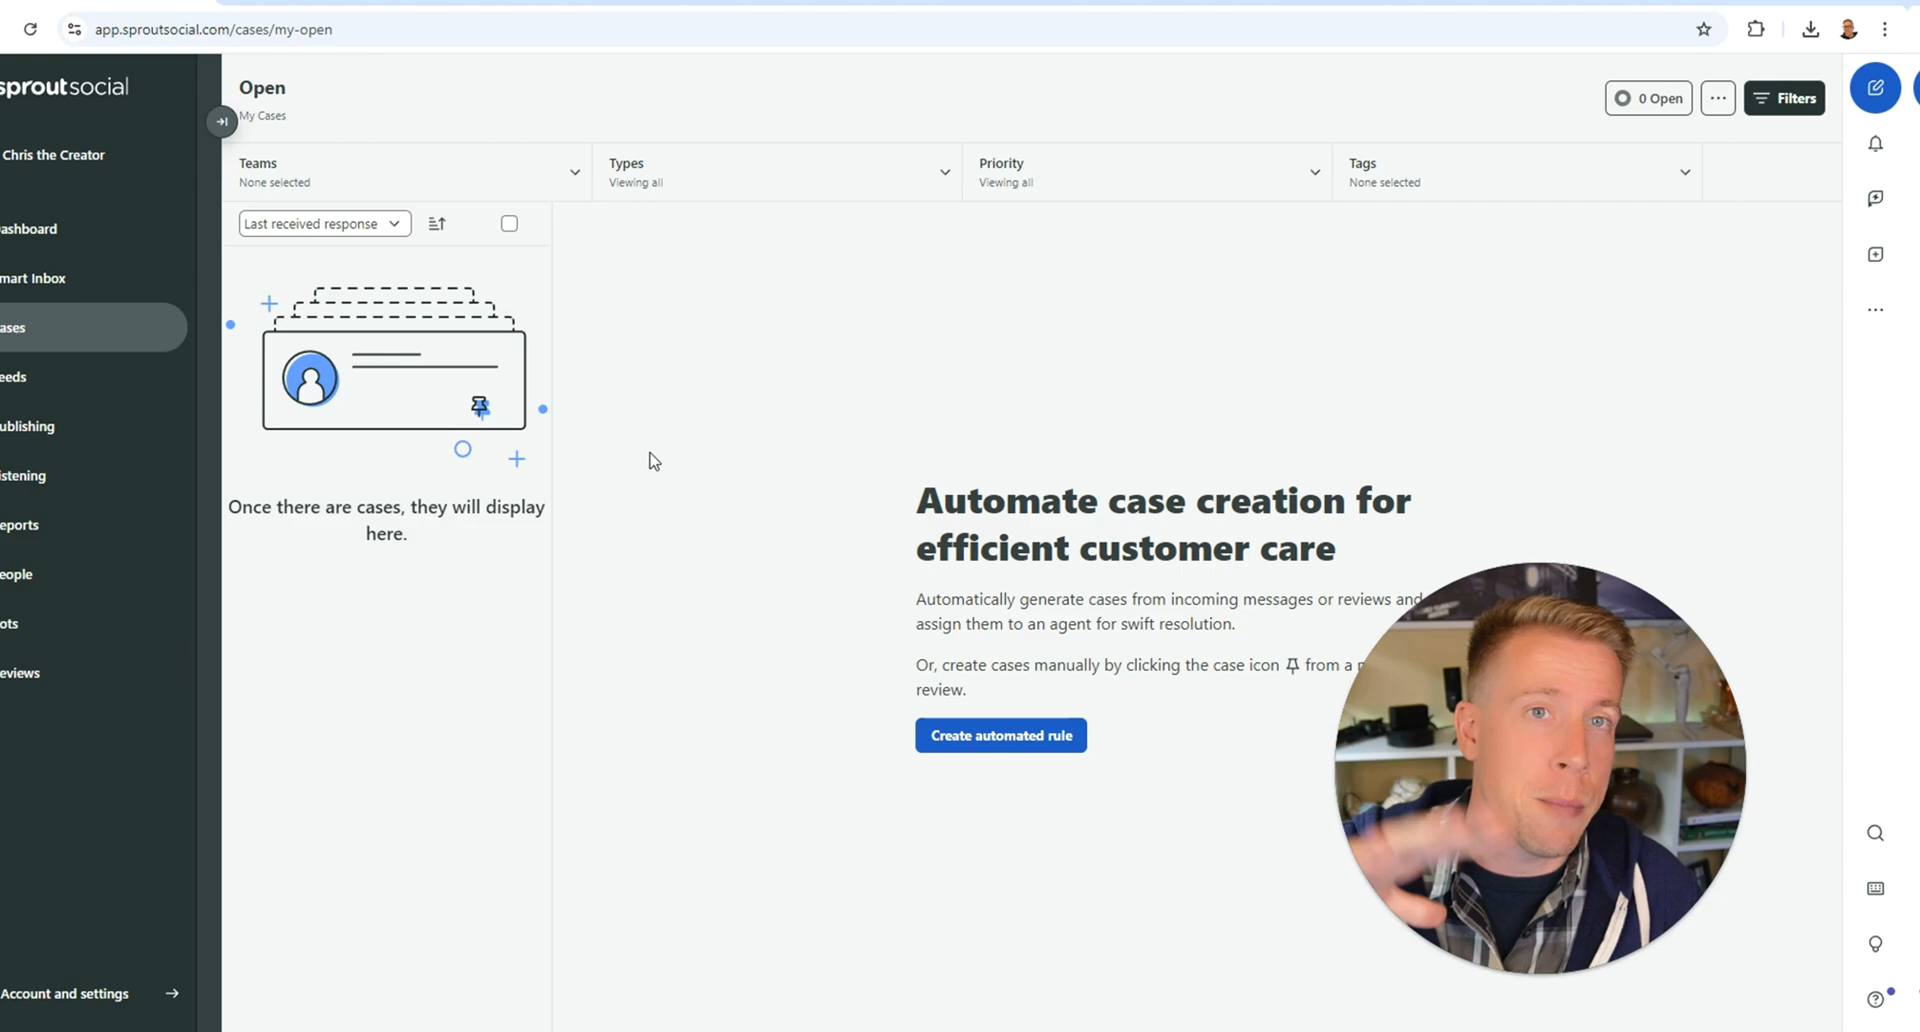 app.sproutsocial.com/cases/my-open
sproutsocial
Chris the Creator
ashboard
mart Inbox
ases
eeds
ublishing
istening
eports
eople
ots
eviews
Account and settings
Open
My Cases
0 Open
Filters
Teams
None selected
Types
Viewing all
Priority
Viewing all
Tags
None selected
Last received response
Once there are cases, they will display
here.
Automate case creation for
efficient customer care
Automatically generate cases from incoming messages or reviews and
assign them to an agent for swift resolution.
Or, create cases manually by clicking the case icon from a
review.
Create automated rule